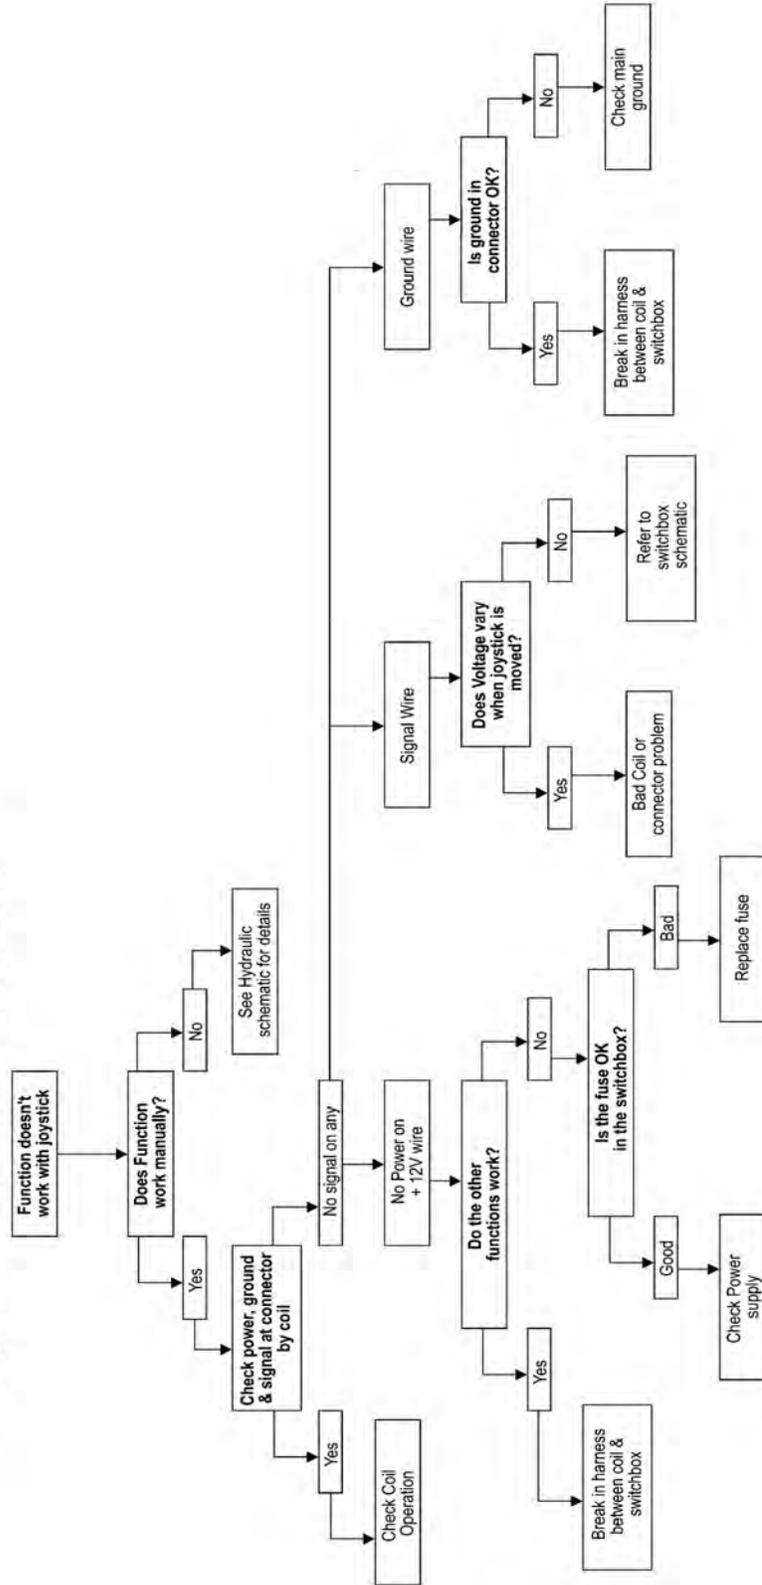 Function doesn't
work with joystick
Does Function
work manually?
Yes
No
See Hydraulic
schematic for details
Check power, ground
& signal at connector
by coil
Yes
Check Coil
Operation
No signal on any
No Power on
+ 12V wire
Do the other
functions work?
Yes
Break in harness
between coil &
switchbox
No
Is the fuse OK
in the switchbox?
Good
Check Power
supply
Bad
Replace fuse
Signal Wire
Does Voltage vary
when joystick is
moved?
Yes
Bad Coil or
connector problem
No
Refer to
switchbox
schematic
Ground wire
Is ground in
connector OK?
Yes
Break in harness
between coil &
switchbox
No
Check main
ground